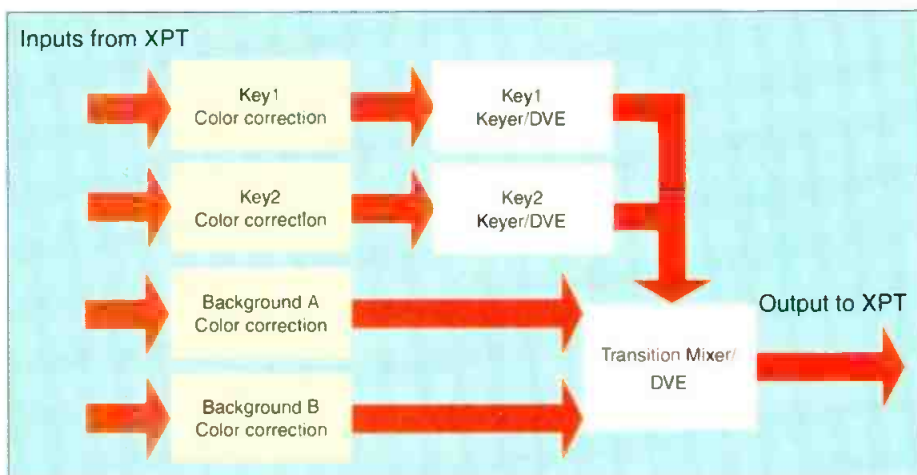 Inputs from XPT
Key1
Color correction
Key1
Keyer/DVE
Key2
Color correction
Key2
Keyer/DVE
Background A
Color correction
Output to XPT
Transition Mixer/
DVE
Background B
Color correction